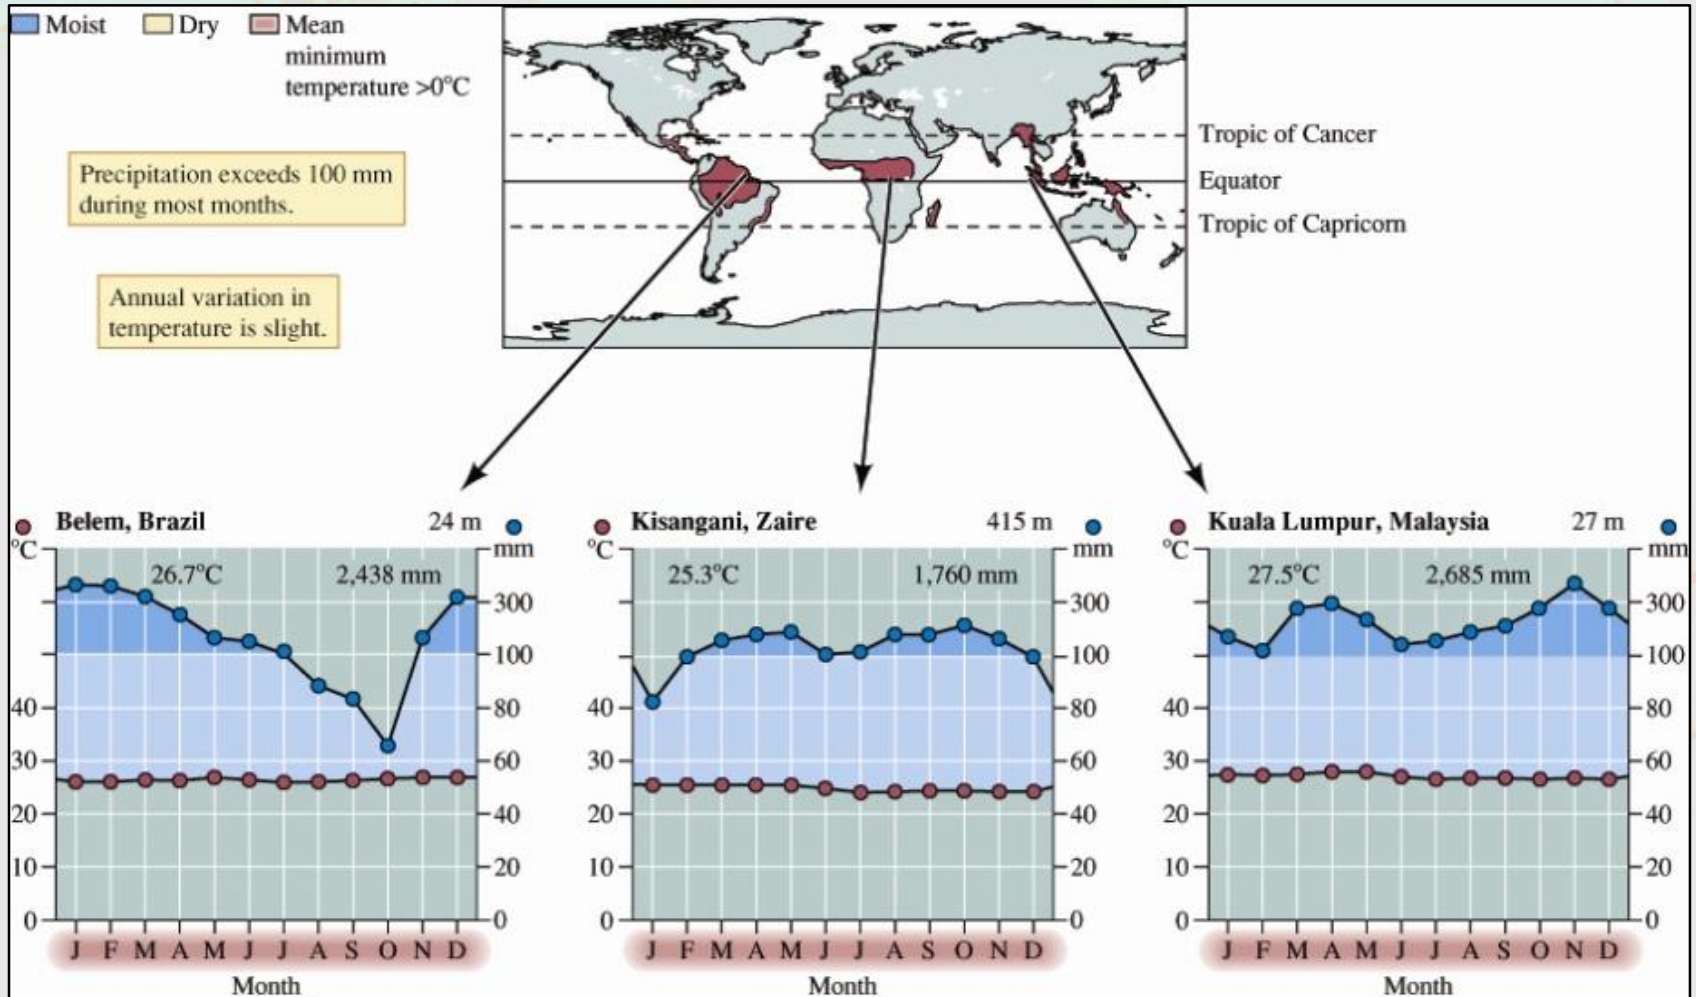 Moist
Dry
Mean
minimum
temperature >0°C
Precipitation exceeds 100 mm
during most months.
Annual variation in
temperature is slight.
Tropic of Cancer
Equator
Tropic of Capricorn
Belem, Brazil 24 m
°C mm
26.7°C 2,438 mm
300
100
40 80
30 60
20 40
10 20
0 0
J F M A M J J A S O N D
Month
Kisangani, Zaire 415 m
°C mm
25.3°C 1,760 mm
300
100
40 80
30 60
20 40
10 20
0 0
J F M A M J J A S O N D
Month
Kuala Lumpur, Malaysia 27 m
°C mm
27.5°C 2,685 mm
300
100
40 80
30 60
20 40
10 20
0 0
J F M A M J J A S O N D
Month